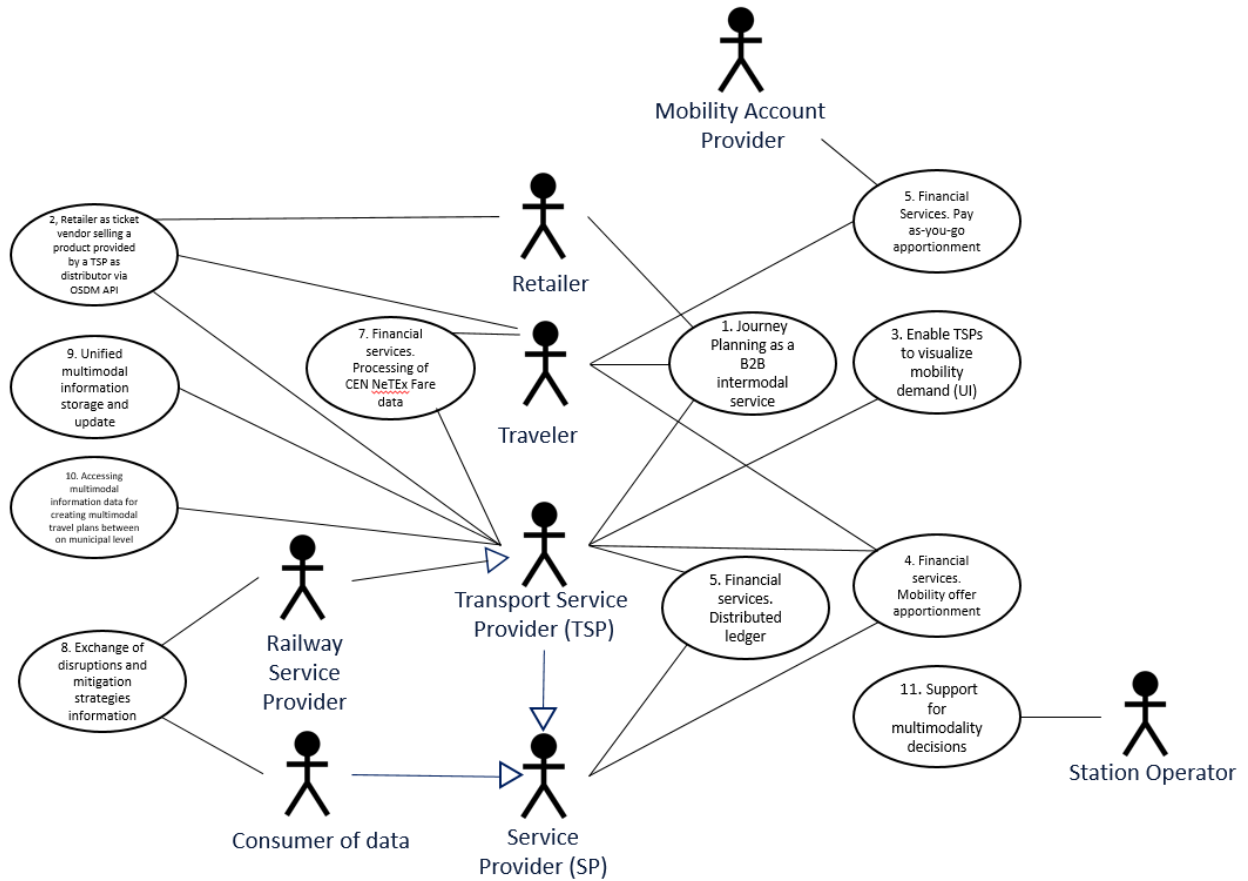 Mobility Account
Provider
5. Financial
Services. Pay
as-you-go
apportionment
2, Retailer as ticket
vendor selling a
product provided
by a TSP as
distributor via
OSDM API
Retailer
7. Financial
services.
Processing of
CEN NeTEx Fare
data
1. Journey
Planning as a
B2B
intermodal
service
3. Enable TSPs
to visualize
mobility
demand (UI)
9. Unified
multimodal
information
storage and
update
Traveler
10. Accessing
multimodal
information data for
creating multimodal
travel plans between
on municipal level
Transport Service
Provider (TSP)
5. Financial
services.
Distributed
ledger
4. Financial
services.
Mobility offer
apportionment
Railway
Service
Provider
8. Exchange of
disruptions and
mitigation
strategies
information
11. Support
for
multimodality
decisions
Station Operator
Consumer of data
Service
Provider (SP)